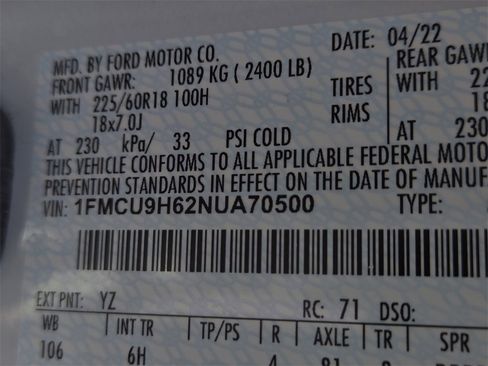 MFD. BY FORD MOTOR CO. DATE: 04/22
FRONT GAWR: 1089 KG ( 2400 LB) REAR GAWR
WITH 225/60R18 100H TIRES WITH
18x7.0J RIMS
AT 230 kPa/ 33 PSI COLD AT 230
THIS VEHICLE CONFORMS TO ALL APPLICABLE FEDERAL MOTO
PREVENTION STANDARDS IN EFFECT ON THE DATE OF MANUF
VIN: 1FMCU9H62NUA70500 TYPE:
EXT PNT: YZ RC: 71 DSO:
WB INT TR TP/PS R AXLE TR SPR
106 6H 4